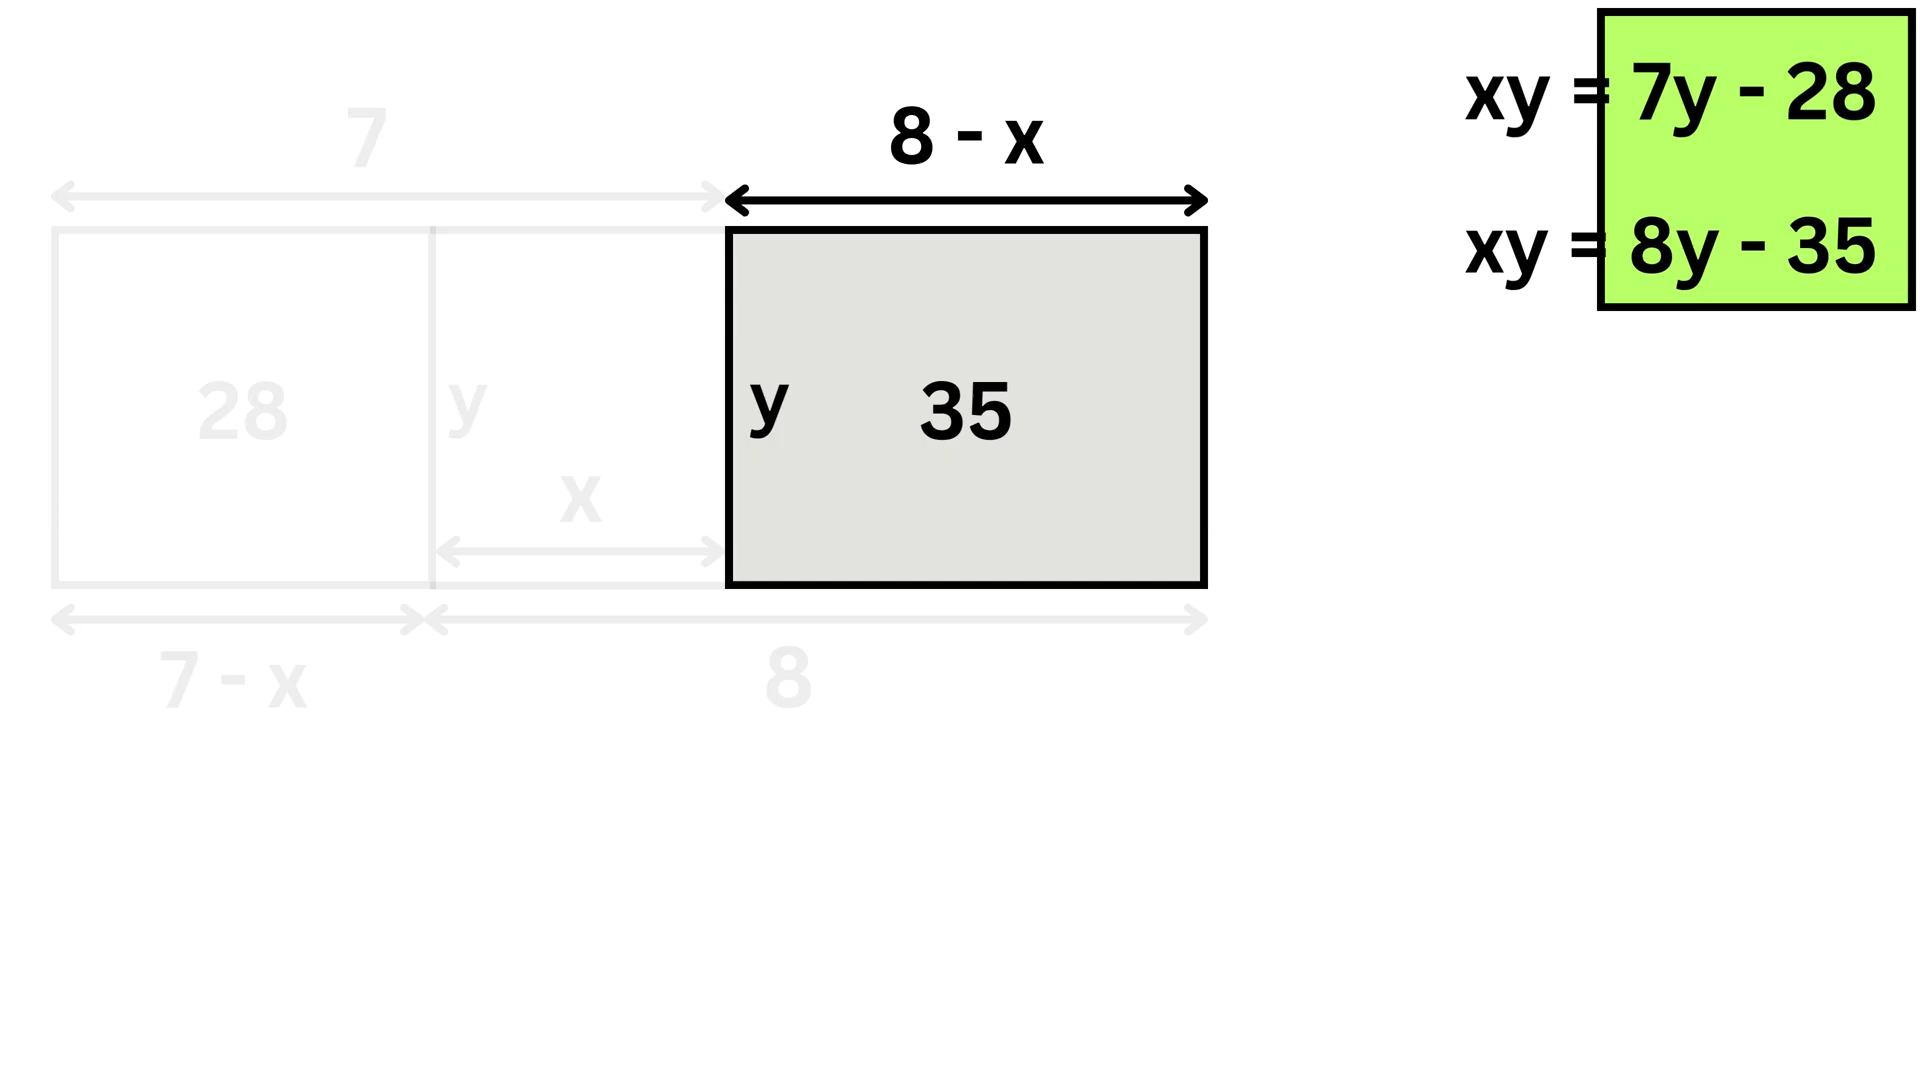 7
8 - x
28
y
x
y
35
7 - x
8
xy = 7y - 28
xy = 8y - 35